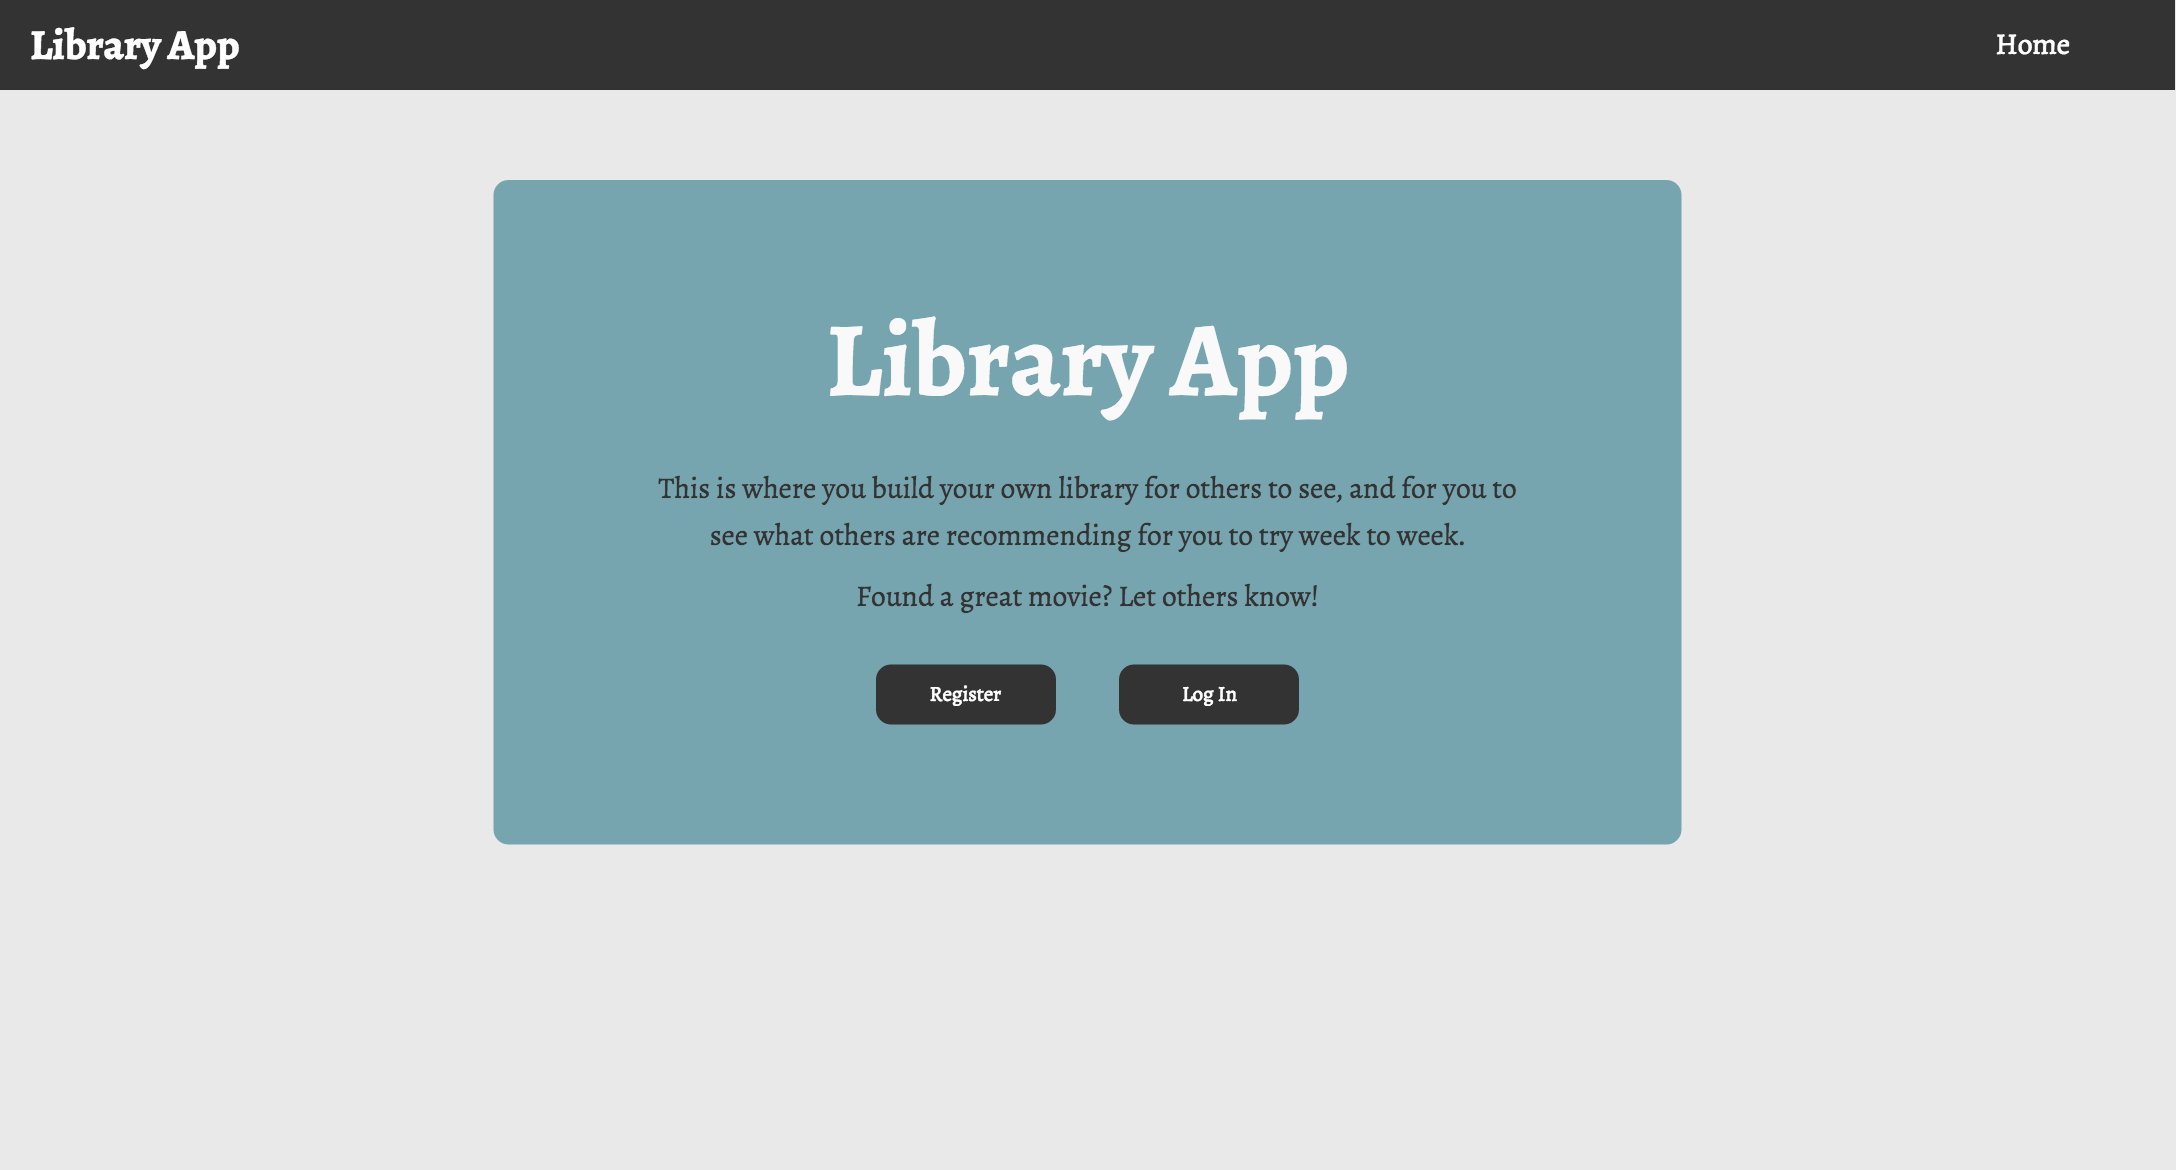 Library App
Home
Library App
This is where you build your own library for others to see, and for you to
see what others are recommending for you to try week to week.
Found a great movie? Let others know!
Register
Log In